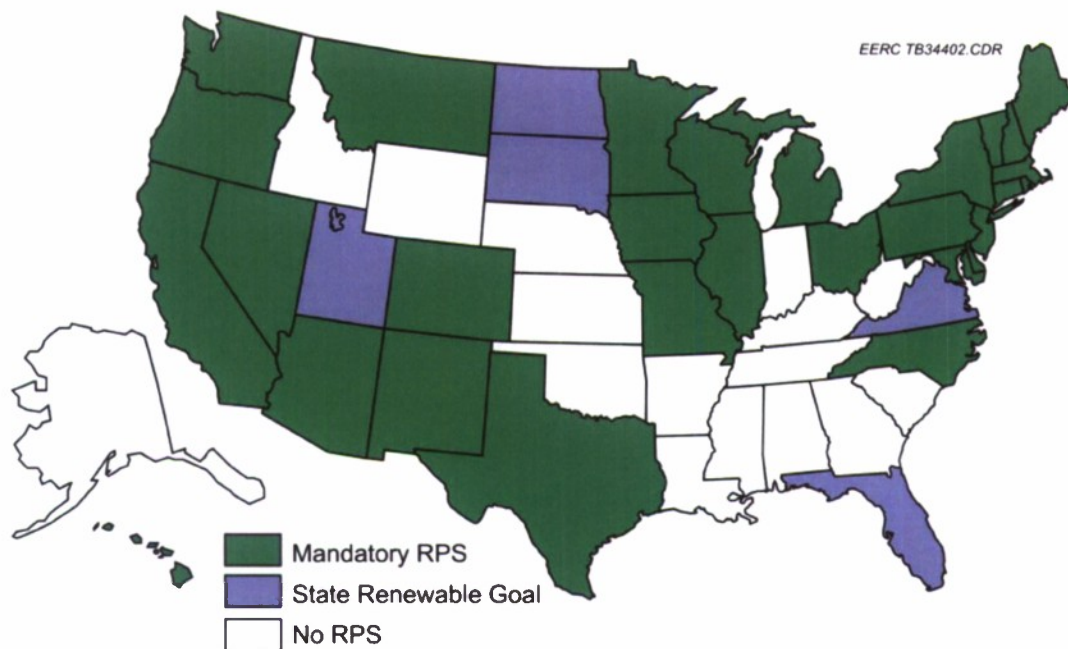 EERC TB34402.CDR
Mandatory RPS
State Renewable Goal
No RPS